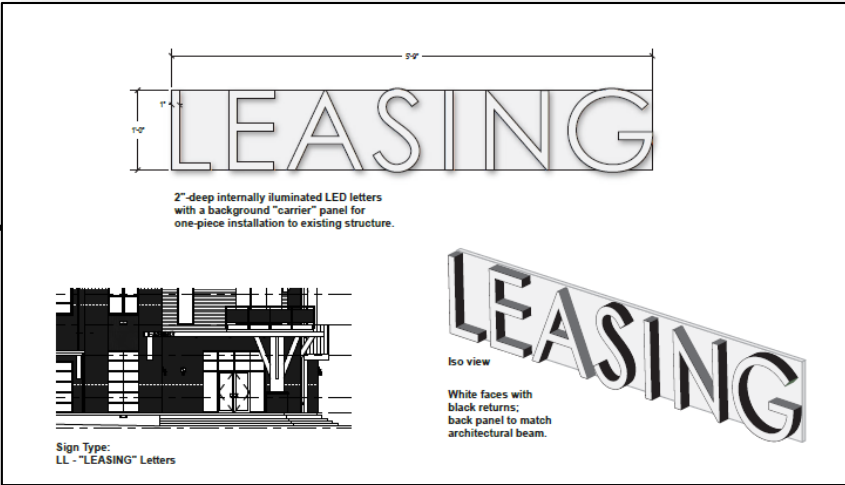 5'-9"
1'-0"
1"
LEASING
2"-deep internally iluminated LED letters
with a background "carrier" panel for
one-piece installation to existing structure.
LEASING
Iso view
White faces with
black returns;
back panel to match
architectural beam.
Sign Type:
LL - "LEASING" Letters